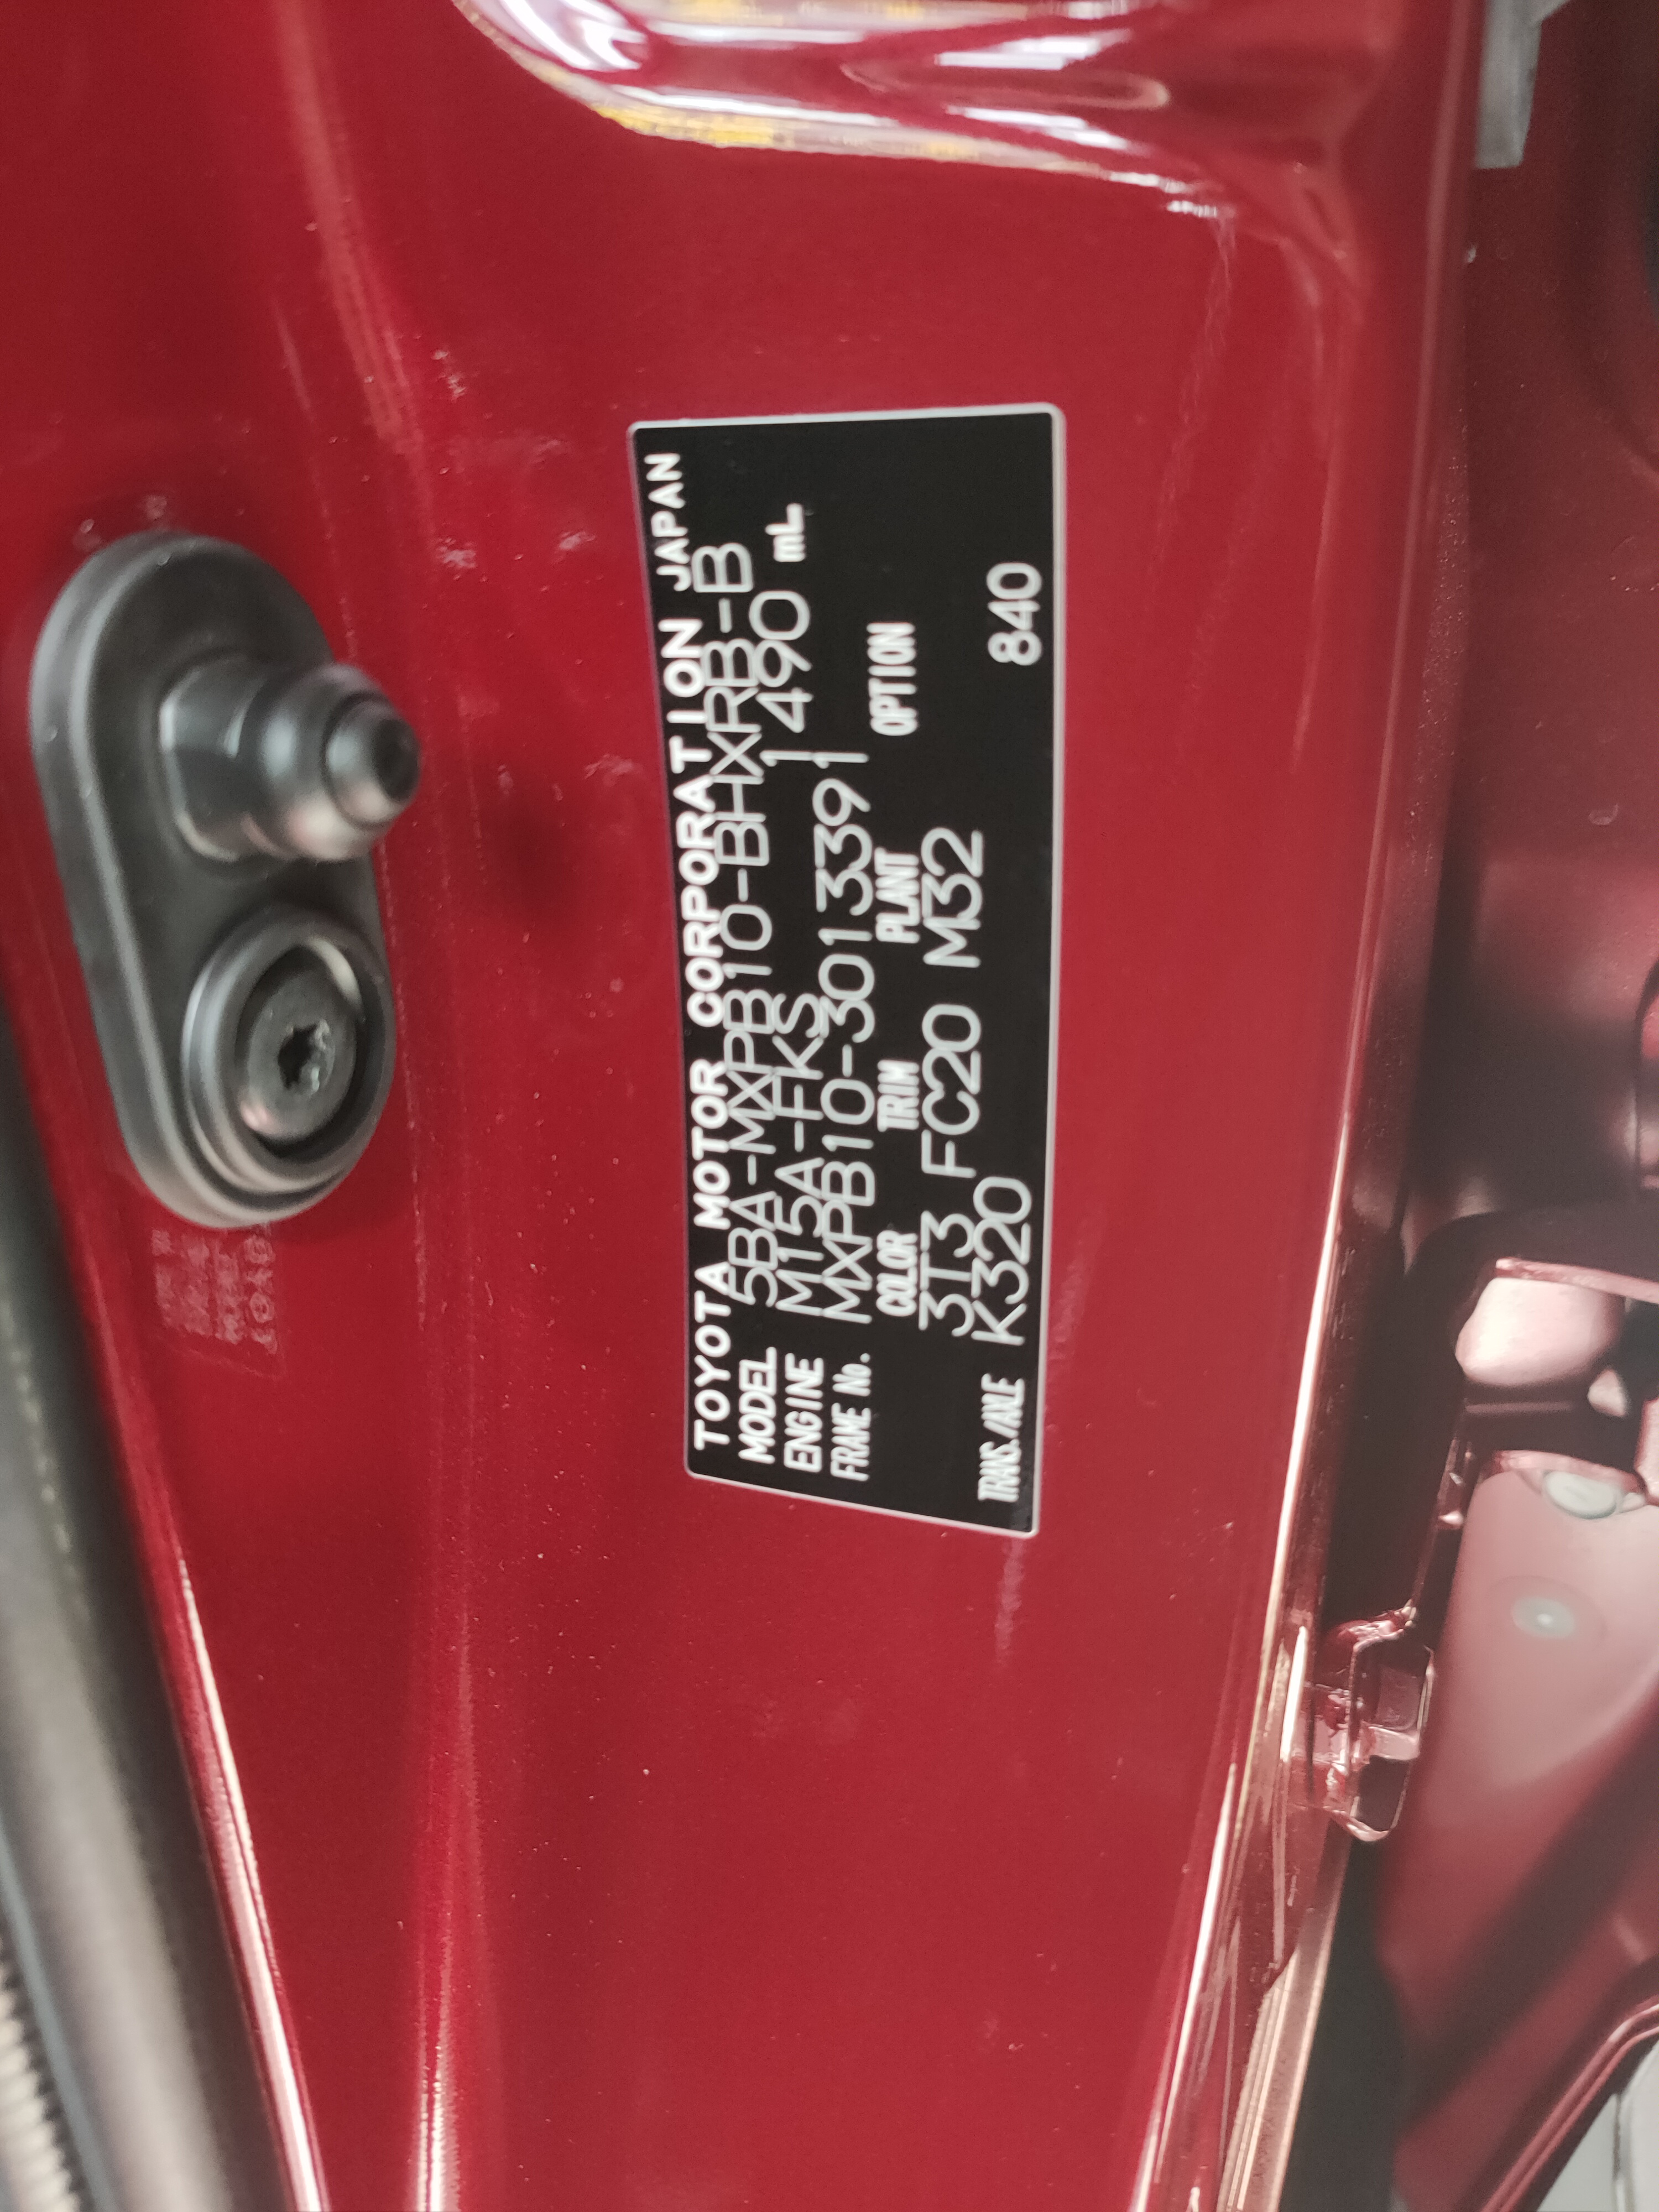 TOYOTA MOTOR CORPORATION JAPAN
MODEL 5BA-MXPB10-BHXRB-B
ENGINE M15A-FKS 1490 mL
FRAME No. MXPB10-3013391
COLOR TRIM PLANT OPTION
3T3 FC20 M32
TRANS./AXLE K320 840